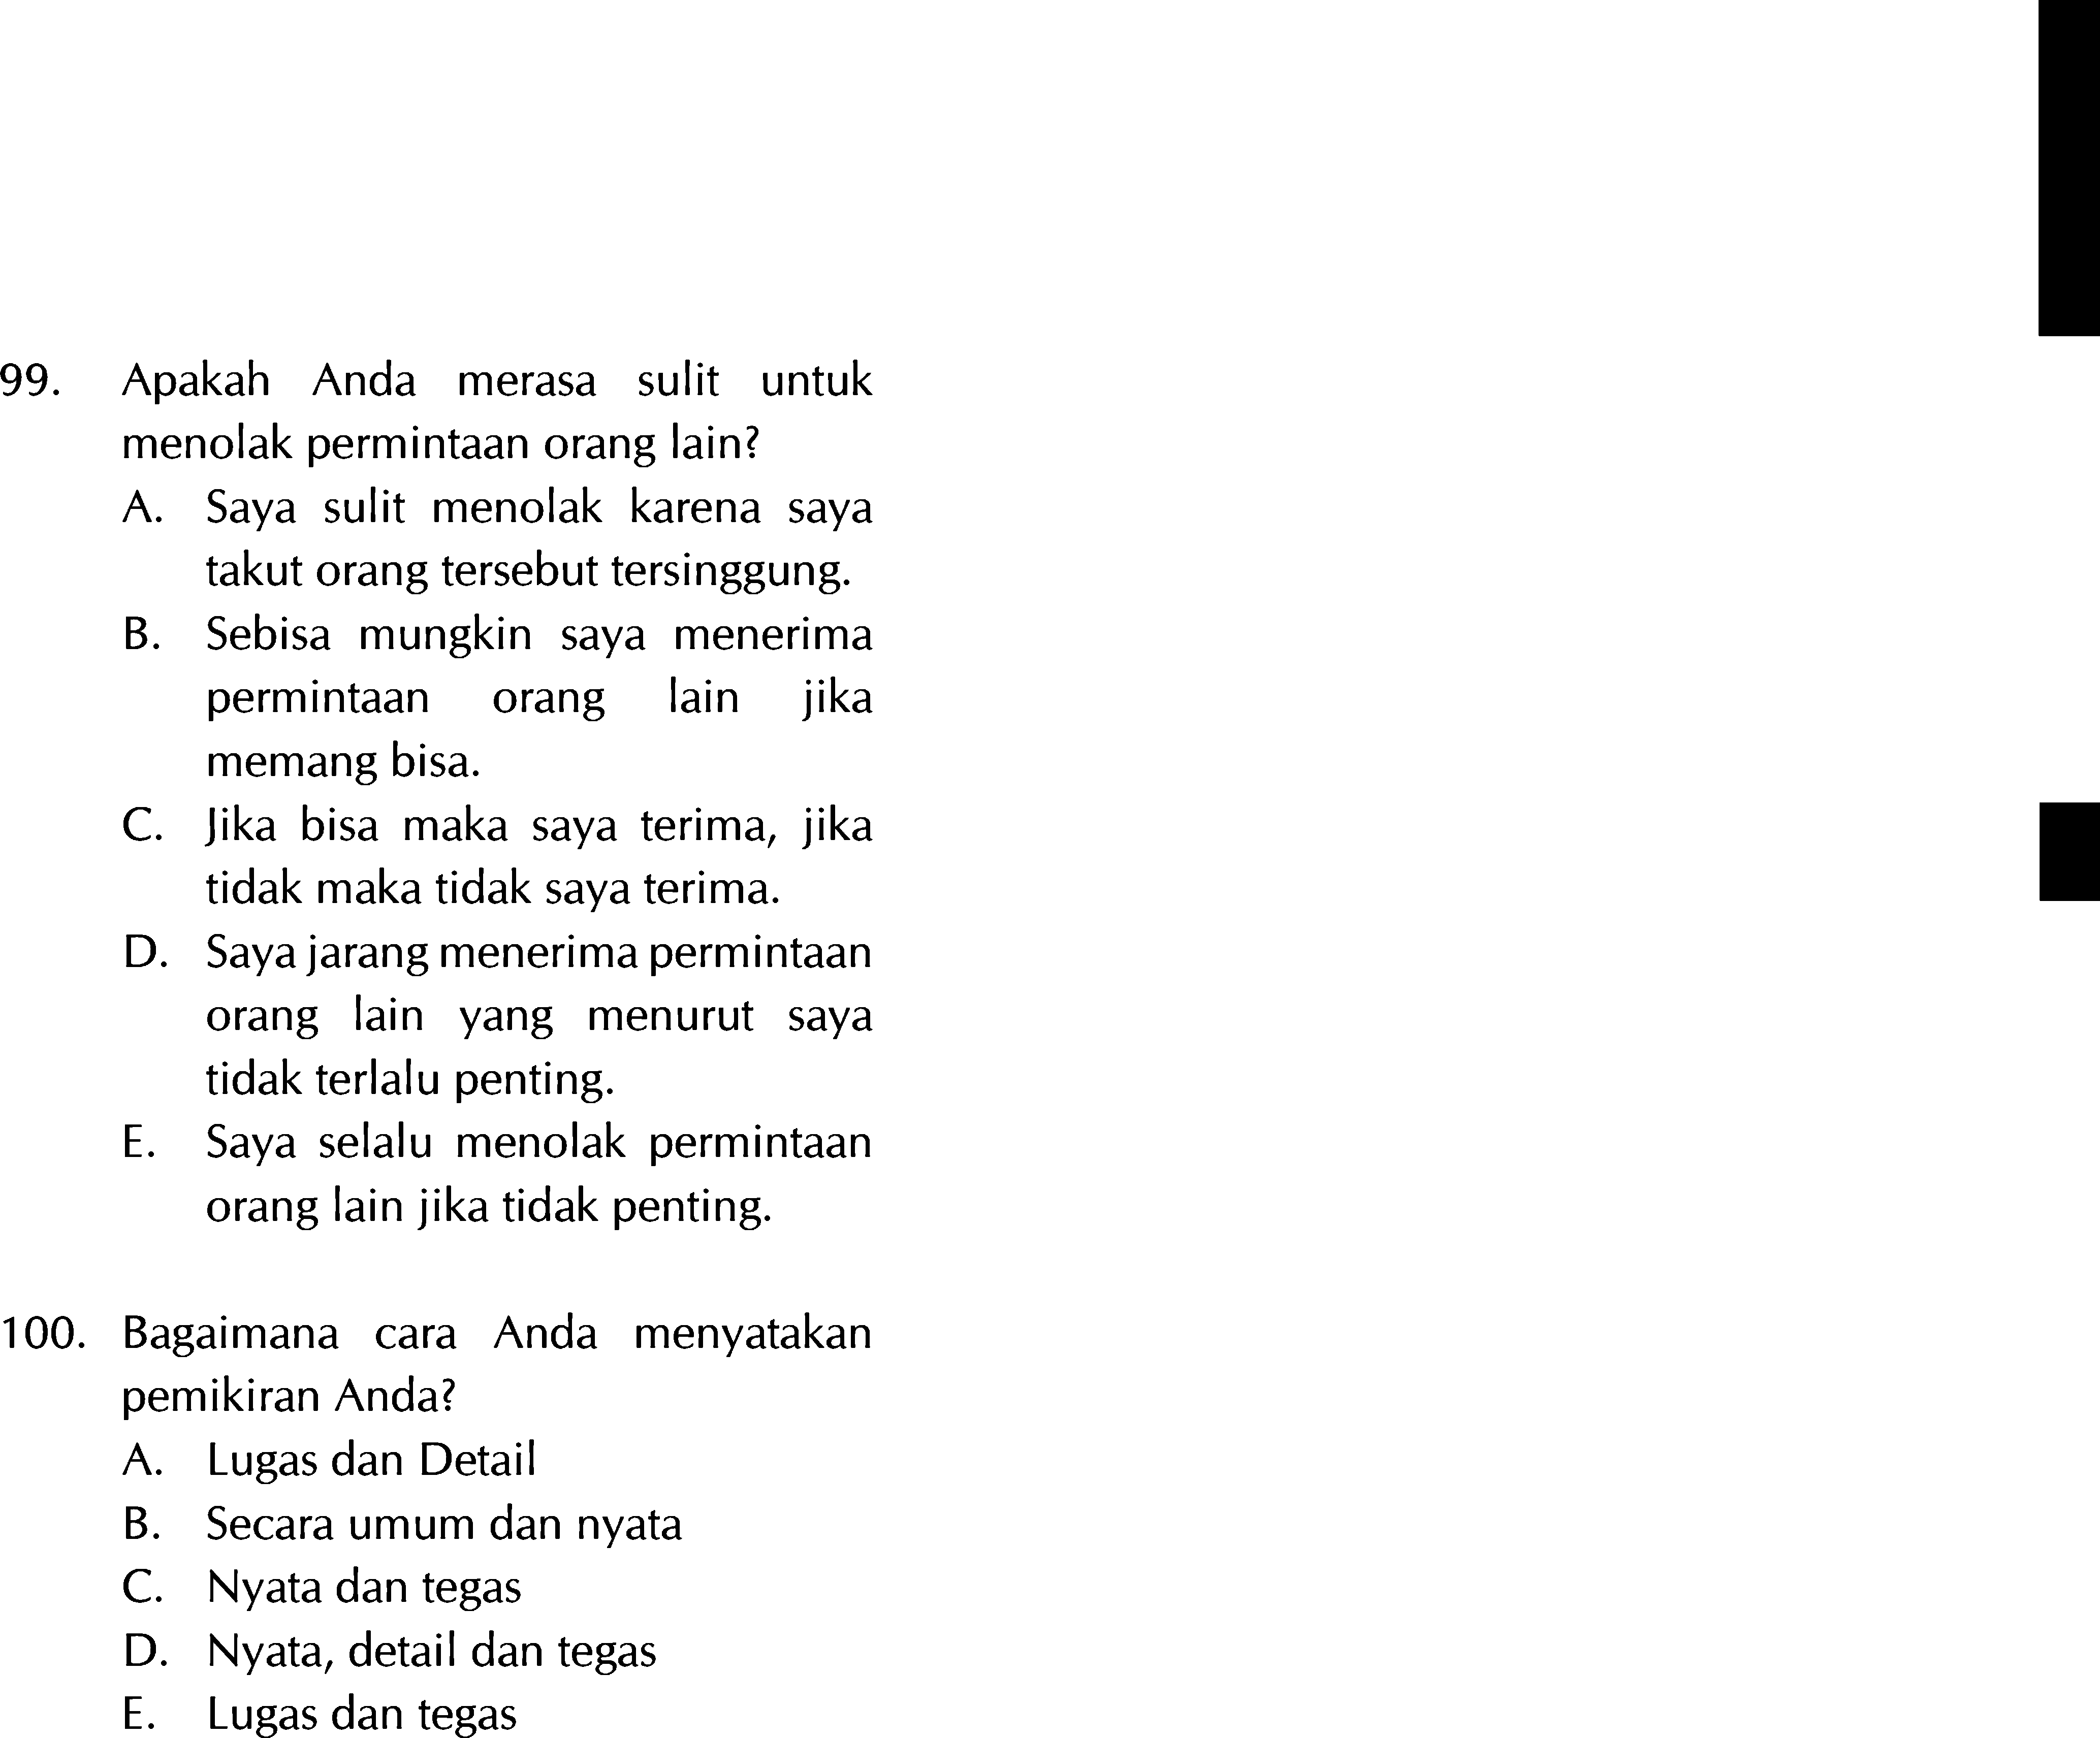 99. Apakah Anda merasa sulit untuk
menolak permintaan orang lain?
A. Saya sulit menolak karena saya
takut orang tersebut tersinggung.
B. Sebisa mungkin saya menerima
permintaan orang lain jika
memang bisa.
C. Jika bisa maka saya terima, jika
tidak maka tidak saya terima.
D. Saya jarang menerima permintaan
orang lain yang menurut saya
tidak terlalu penting.
E. Saya selalu menolak permintaan
orang lain jika tidak penting.
100. Bagaimana cara Anda menyatakan
pemikiran Anda?
A. Lugas dan Detail
B. Secara umum dan nyata
C. Nyata dan tegas
D. Nyata, detail dan tegas
E. Lugas dan tegas